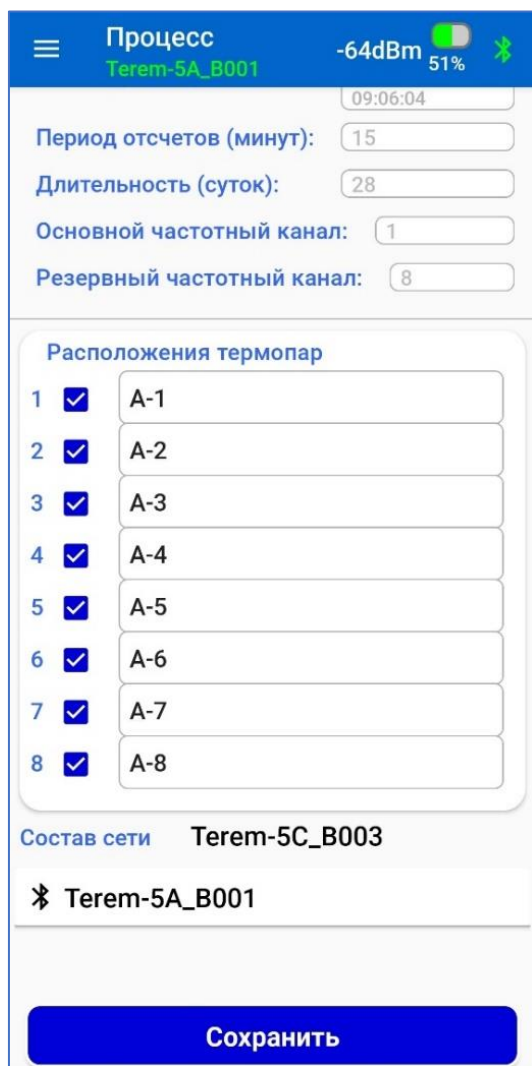 Процесс
Terem-5A_B001
-64dBm
51%
09:06:04
Период отсчетов (минут): 15
Длительность (суток): 28
Основной частотный канал: 1
Резервный частотный канал: 8
Расположения термопар
1 A-1
2 A-2
3 A-3
4 A-4
5 A-5
6 A-6
7 A-7
8 A-8
Состав сети Terem-5C_B003
Terem-5A_B001
Сохранить